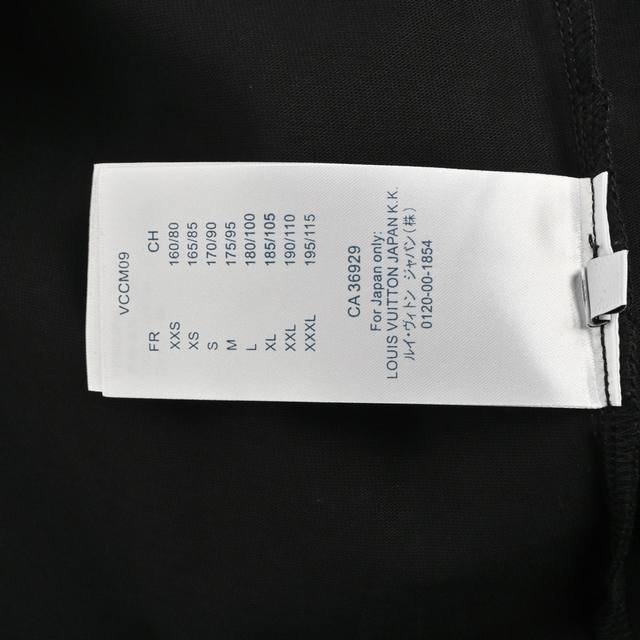 VCCM09
FR CH
XXS 160/80
XS 165/85
S 170/90
M 175/95
L 180/100
XL 185/105
XXL 190/110
XXXL 195/115
CA 36929
For Japan only:
LOUIS VUITTON JAPAN K.K.
ルイ・ヴィトン ジャパン(株)
0120-00-1854